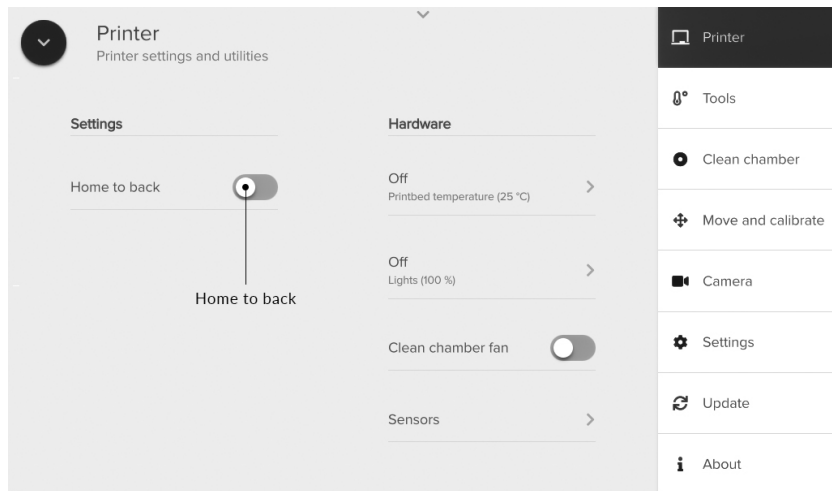 Printer
Printer settings and utilities
Settings
Home to back
Home to back
Hardware
Off
Printbed temperature (25 °C)
Off
Lights (100 %)
Clean chamber fan
Sensors
Printer
Tools
Clean chamber
Move and calibrate
Camera
Settings
Update
About